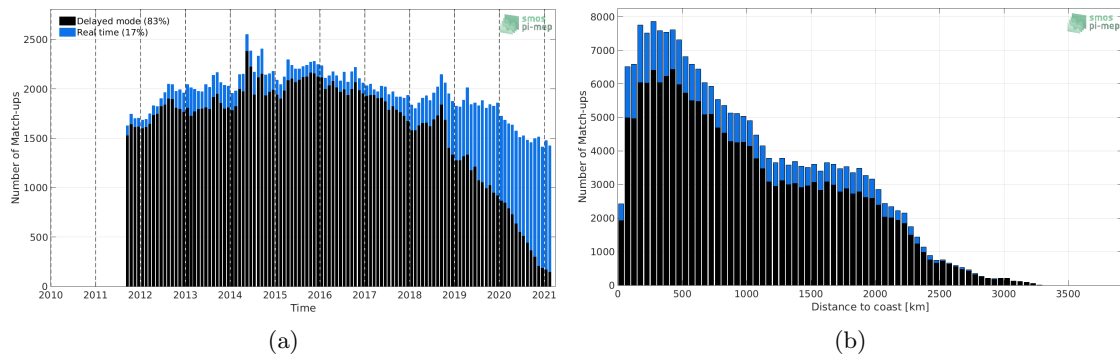 Delayed mode (83%)
Real time (17%)
smos
pi-mep
Number of Match-ups
2500
2000
1500
1000
500
0
2010 2011 2012 2013 2014 2015 2016 2017 2018 2019 2020 2021
Time
(a)
smos
pi-mep
Number of Match-ups
8000
7000
6000
5000
4000
3000
2000
1000
0
0 500 1000 1500 2000 2500 3000 3500
Distance to coast [km]
(b)